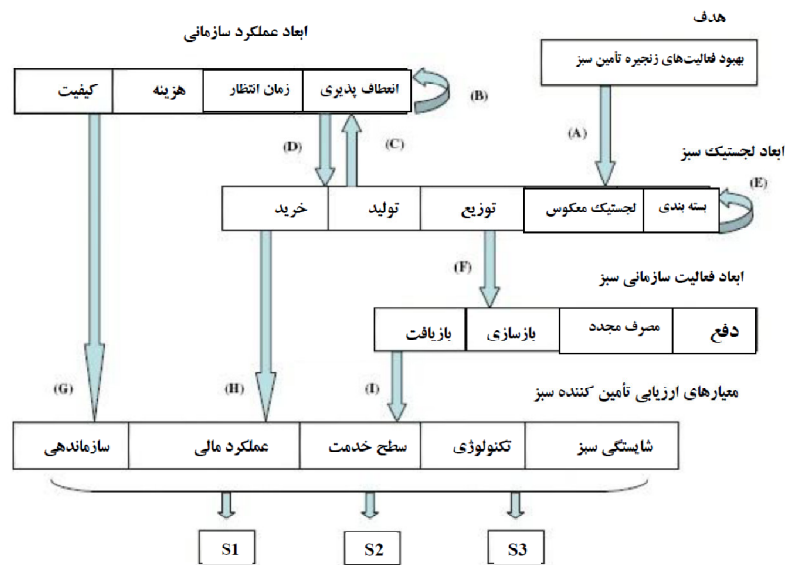 هدف
ابعاد عملکرد سازمانی
بهبود فعالیت‌های زنجیره تأمین سبز
انعطاف پذیری
زمان انتظار
هزینه
کیفیت
(B)
(A)
(C)
(D)
ابعاد لجستیک سبز
(E)
بسته بندی
لجستیک معکوس
توزیع
تولید
خرید
(F)
ابعاد فعالیت سازمانی سبز
دفع
مصرف مجدد
بازسازی
بازیافت
(I)
(H)
(G)
معیارهای ارزیابی تأمین کننده سبز
شایستگی سبز
تکنولوژی
سطح خدمت
عملکرد مالی
سازماندهی
S1
S2
S3